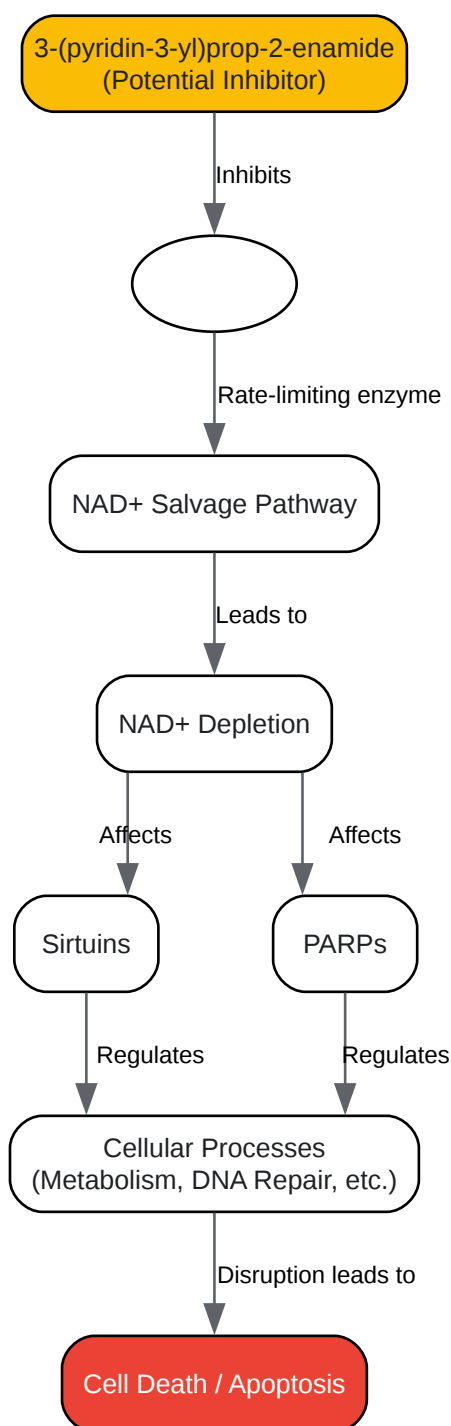 3-(pyridin-3-yl)prop-2-enamide
(Potential Inhibitor)
Inhibits
Rate-limiting enzyme
NAD+ Salvage Pathway
Leads to
NAD+ Depletion
Affects
Affects
Sirtuins
PARPs
Regulates
Regulates
Cellular Processes
(Metabolism, DNA Repair, etc.)
Disruption leads to
Cell Death / Apoptosis